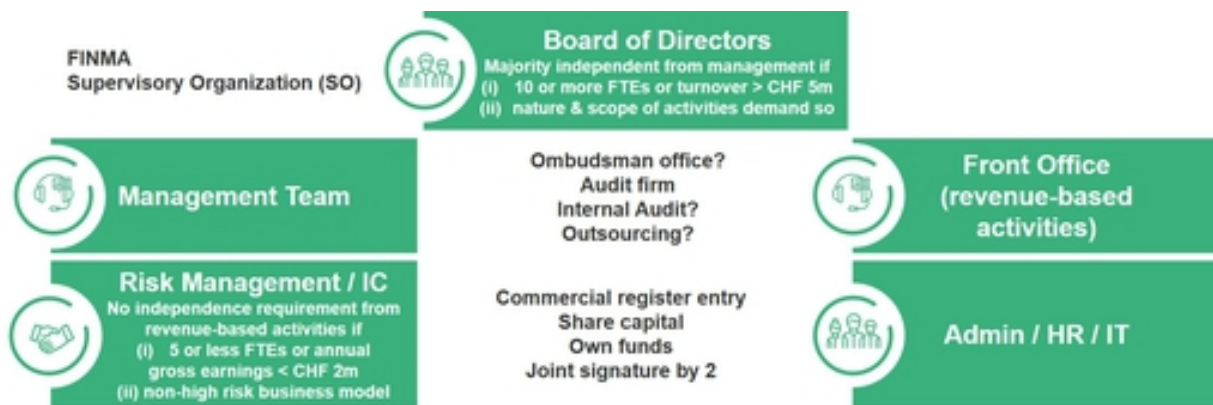 FINMA
Supervisory Organization (SO)
Board of Directors
Majority independent from management if
(i) 10 or more FTEs or turnover > CHF 5m
(ii) nature & scope of activities demand so
Management Team
Ombudsman office?
Audit firm
Internal Audit?
Outsourcing?
Front Office
(revenue-based
activities)
Risk Management / IC
No independence requirement from
revenue-based activities if
(i) 5 or less FTEs or annual
gross earnings < CHF 2m
(ii) non-high risk business model
Commercial register entry
Share capital
Own funds
Joint signature by 2
Admin / HR / IT